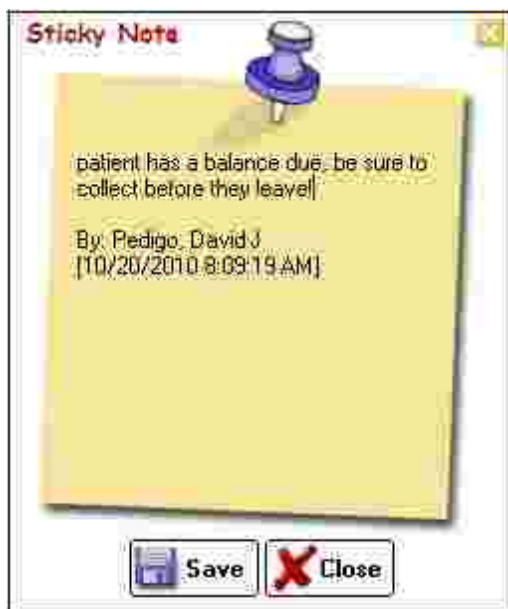 Sticky Note
patient has a balance due, be sure to
collect before they leave!
By: Pedigo, David J
[10/20/2010 8:09:19 AM]
Save
Close